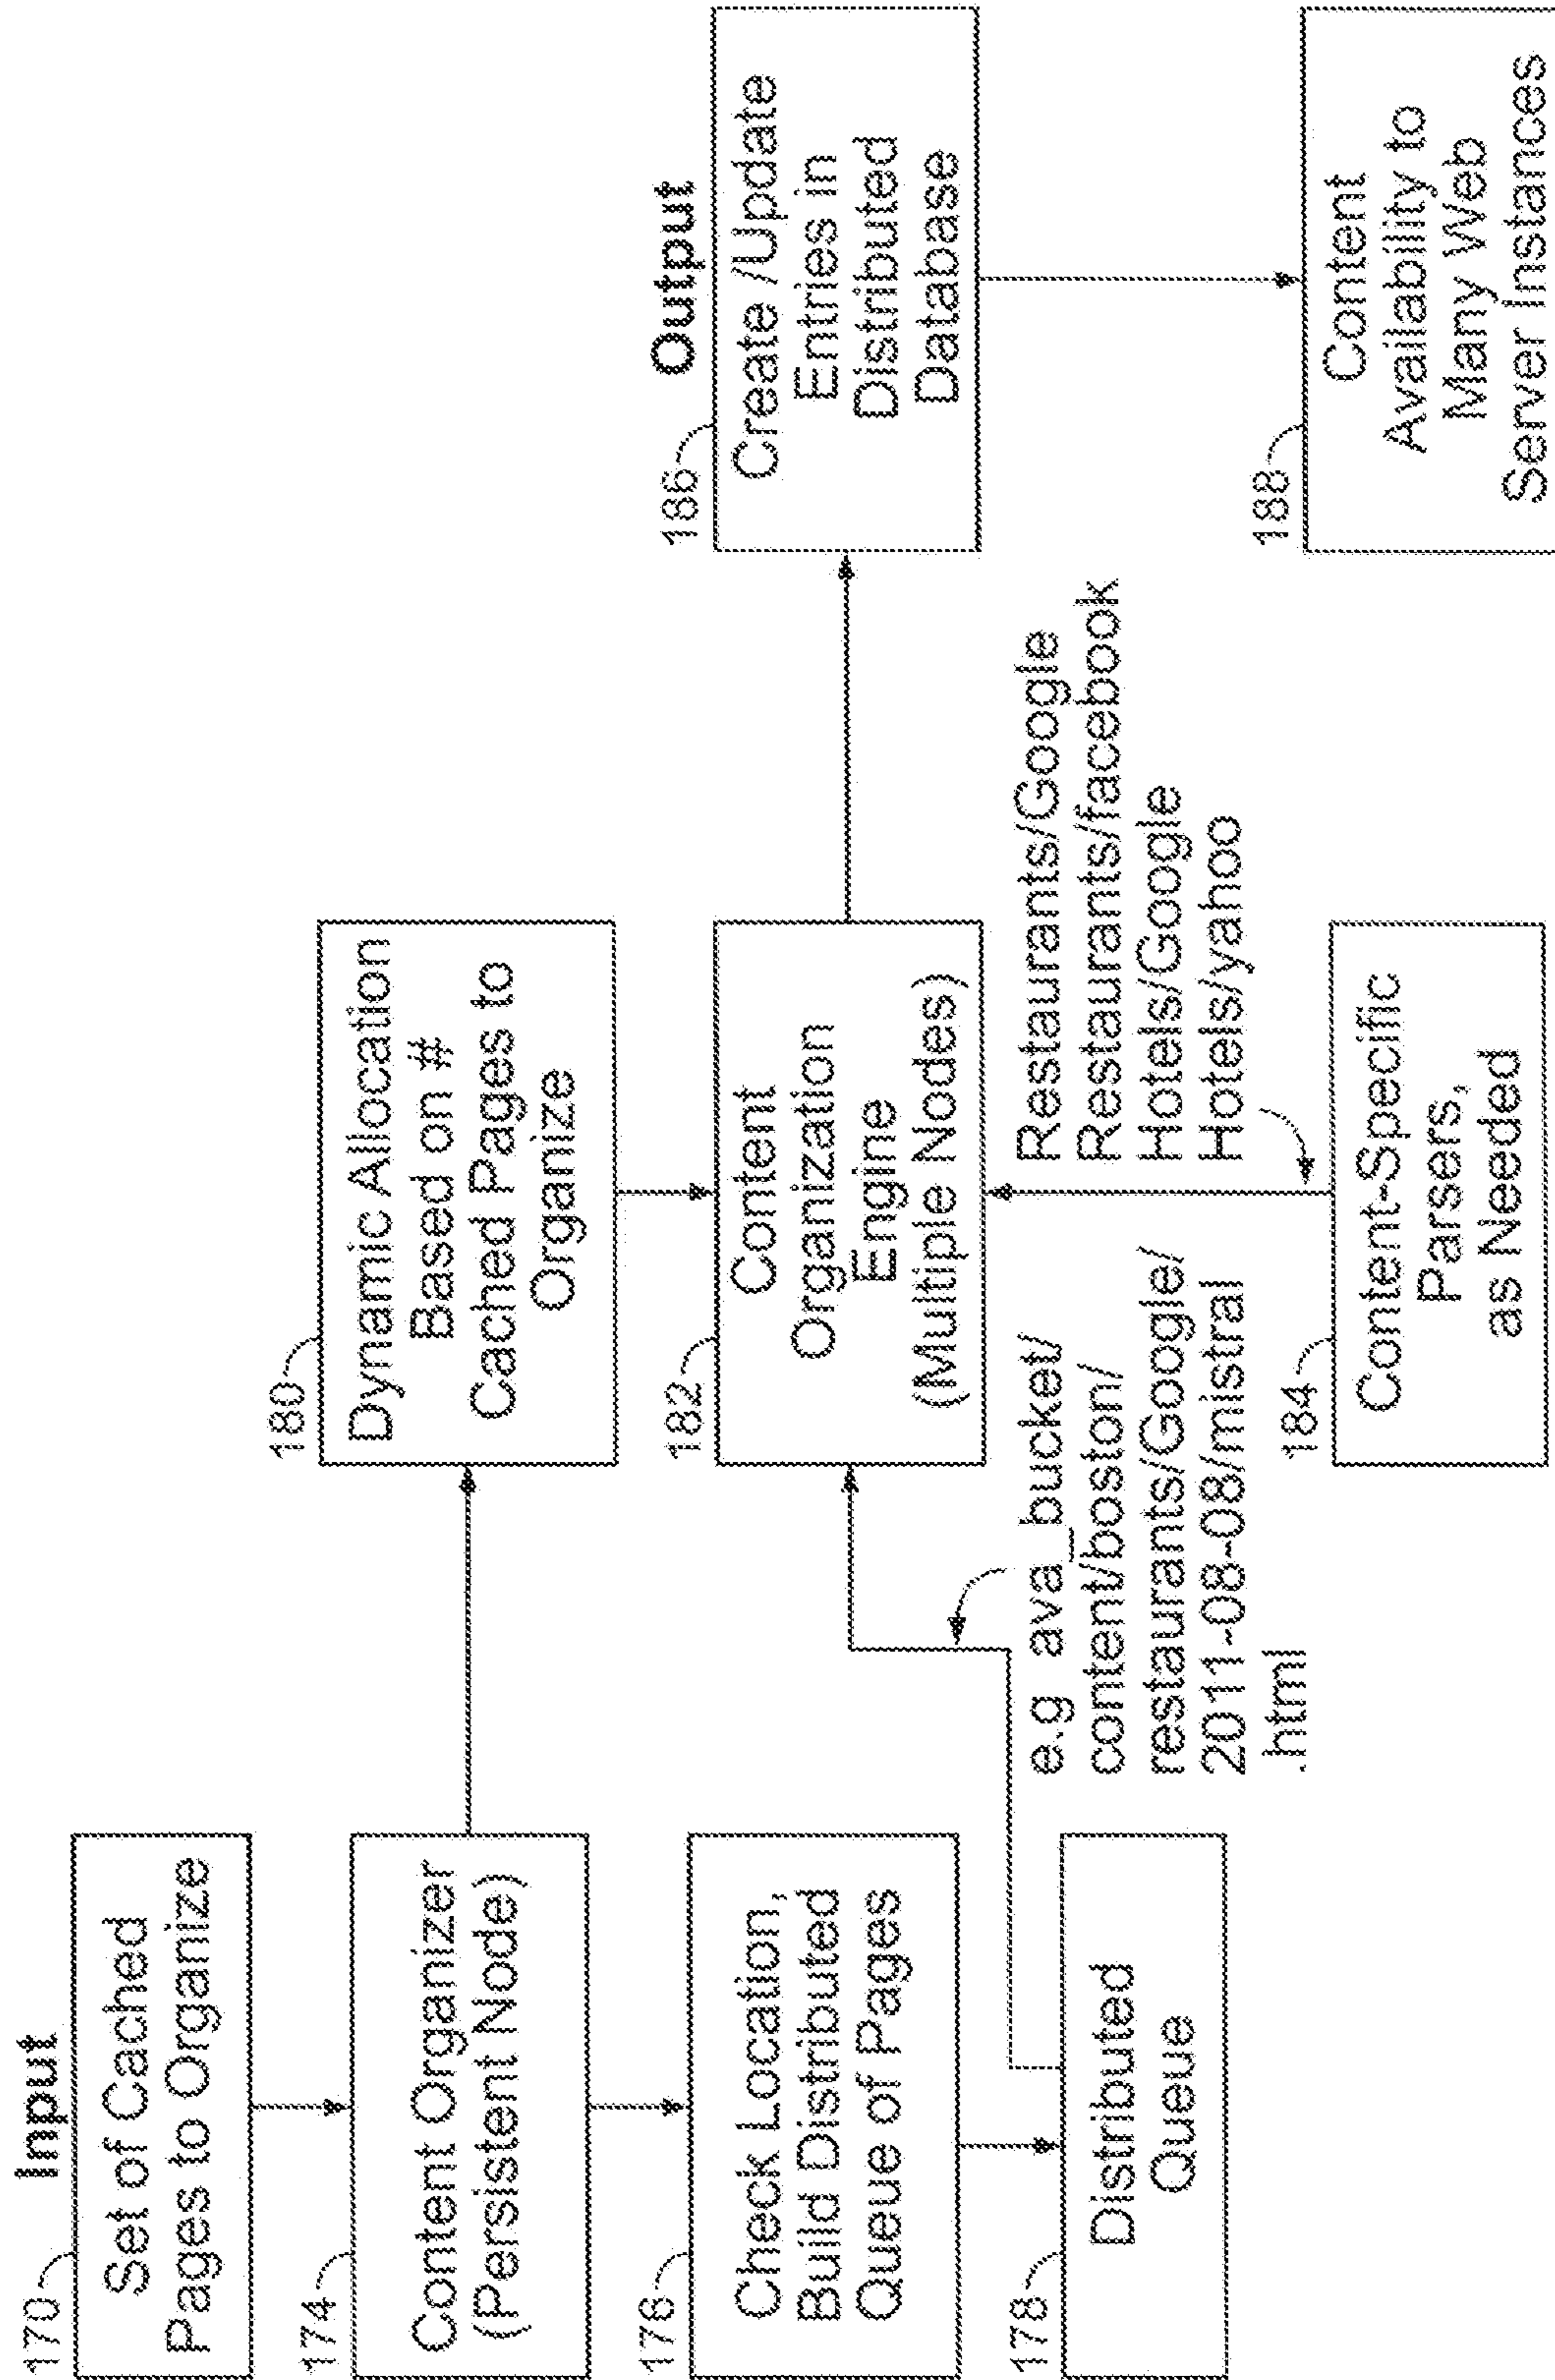 Input
170
Set of Cached
Pages to Organize
174
Content Organizer
(Persistent Node)
176
Check Location,
Build Distributed
Queue of Pages
178
Distributed
Queue
180
Dynamic Allocation
Based on #
Cached Pages to
Organize
182
Content
Organization
Engine
(Multiple Nodes)
e.g ava_bucket/
content/boston/
restaurants/Google/
2011-08-08/mistral
.html
Restaurants/Google
Restaurants/facebook
Hotels/Google
Hotels/yahoo
184
Content-Specific
Parsers,
as Needed
Output
186
Create /Update
Entries in
Distributed
Database
188
Content
Availability to
Many Web
Server Instances